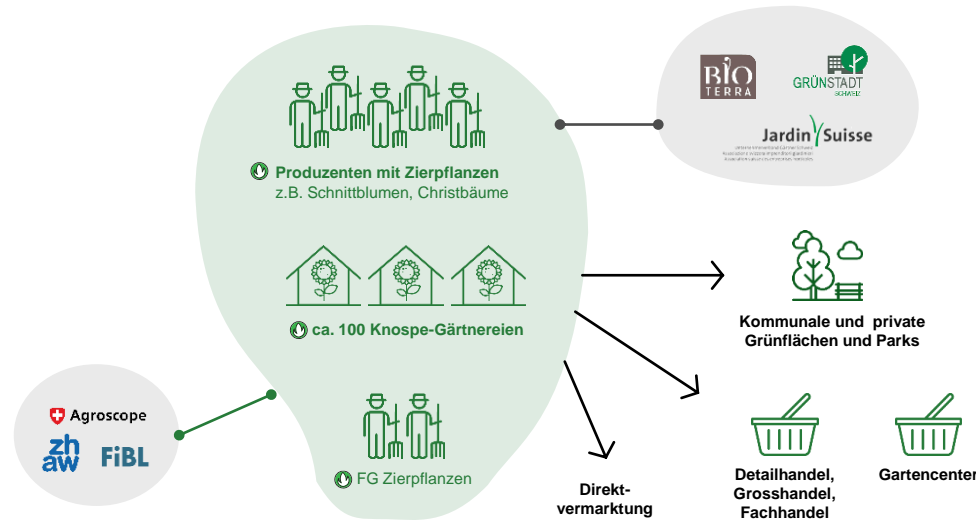 BIO
TERRA
GRÜNSTADT
SCHWEIZ
Jardin Suisse
Produzenten mit Zierpflanzen
z.B. Schnittblumen, Christbäume
ca. 100 Knospe-Gärtnereien
Kommunale und private
Grünflächen und Parks
Agroscope
zh
aw
FiBL
FG Zierpflanzen
Direkt-
vermarktung
Detailhandel,
Grosshandel,
Fachhandel
Gartencenter